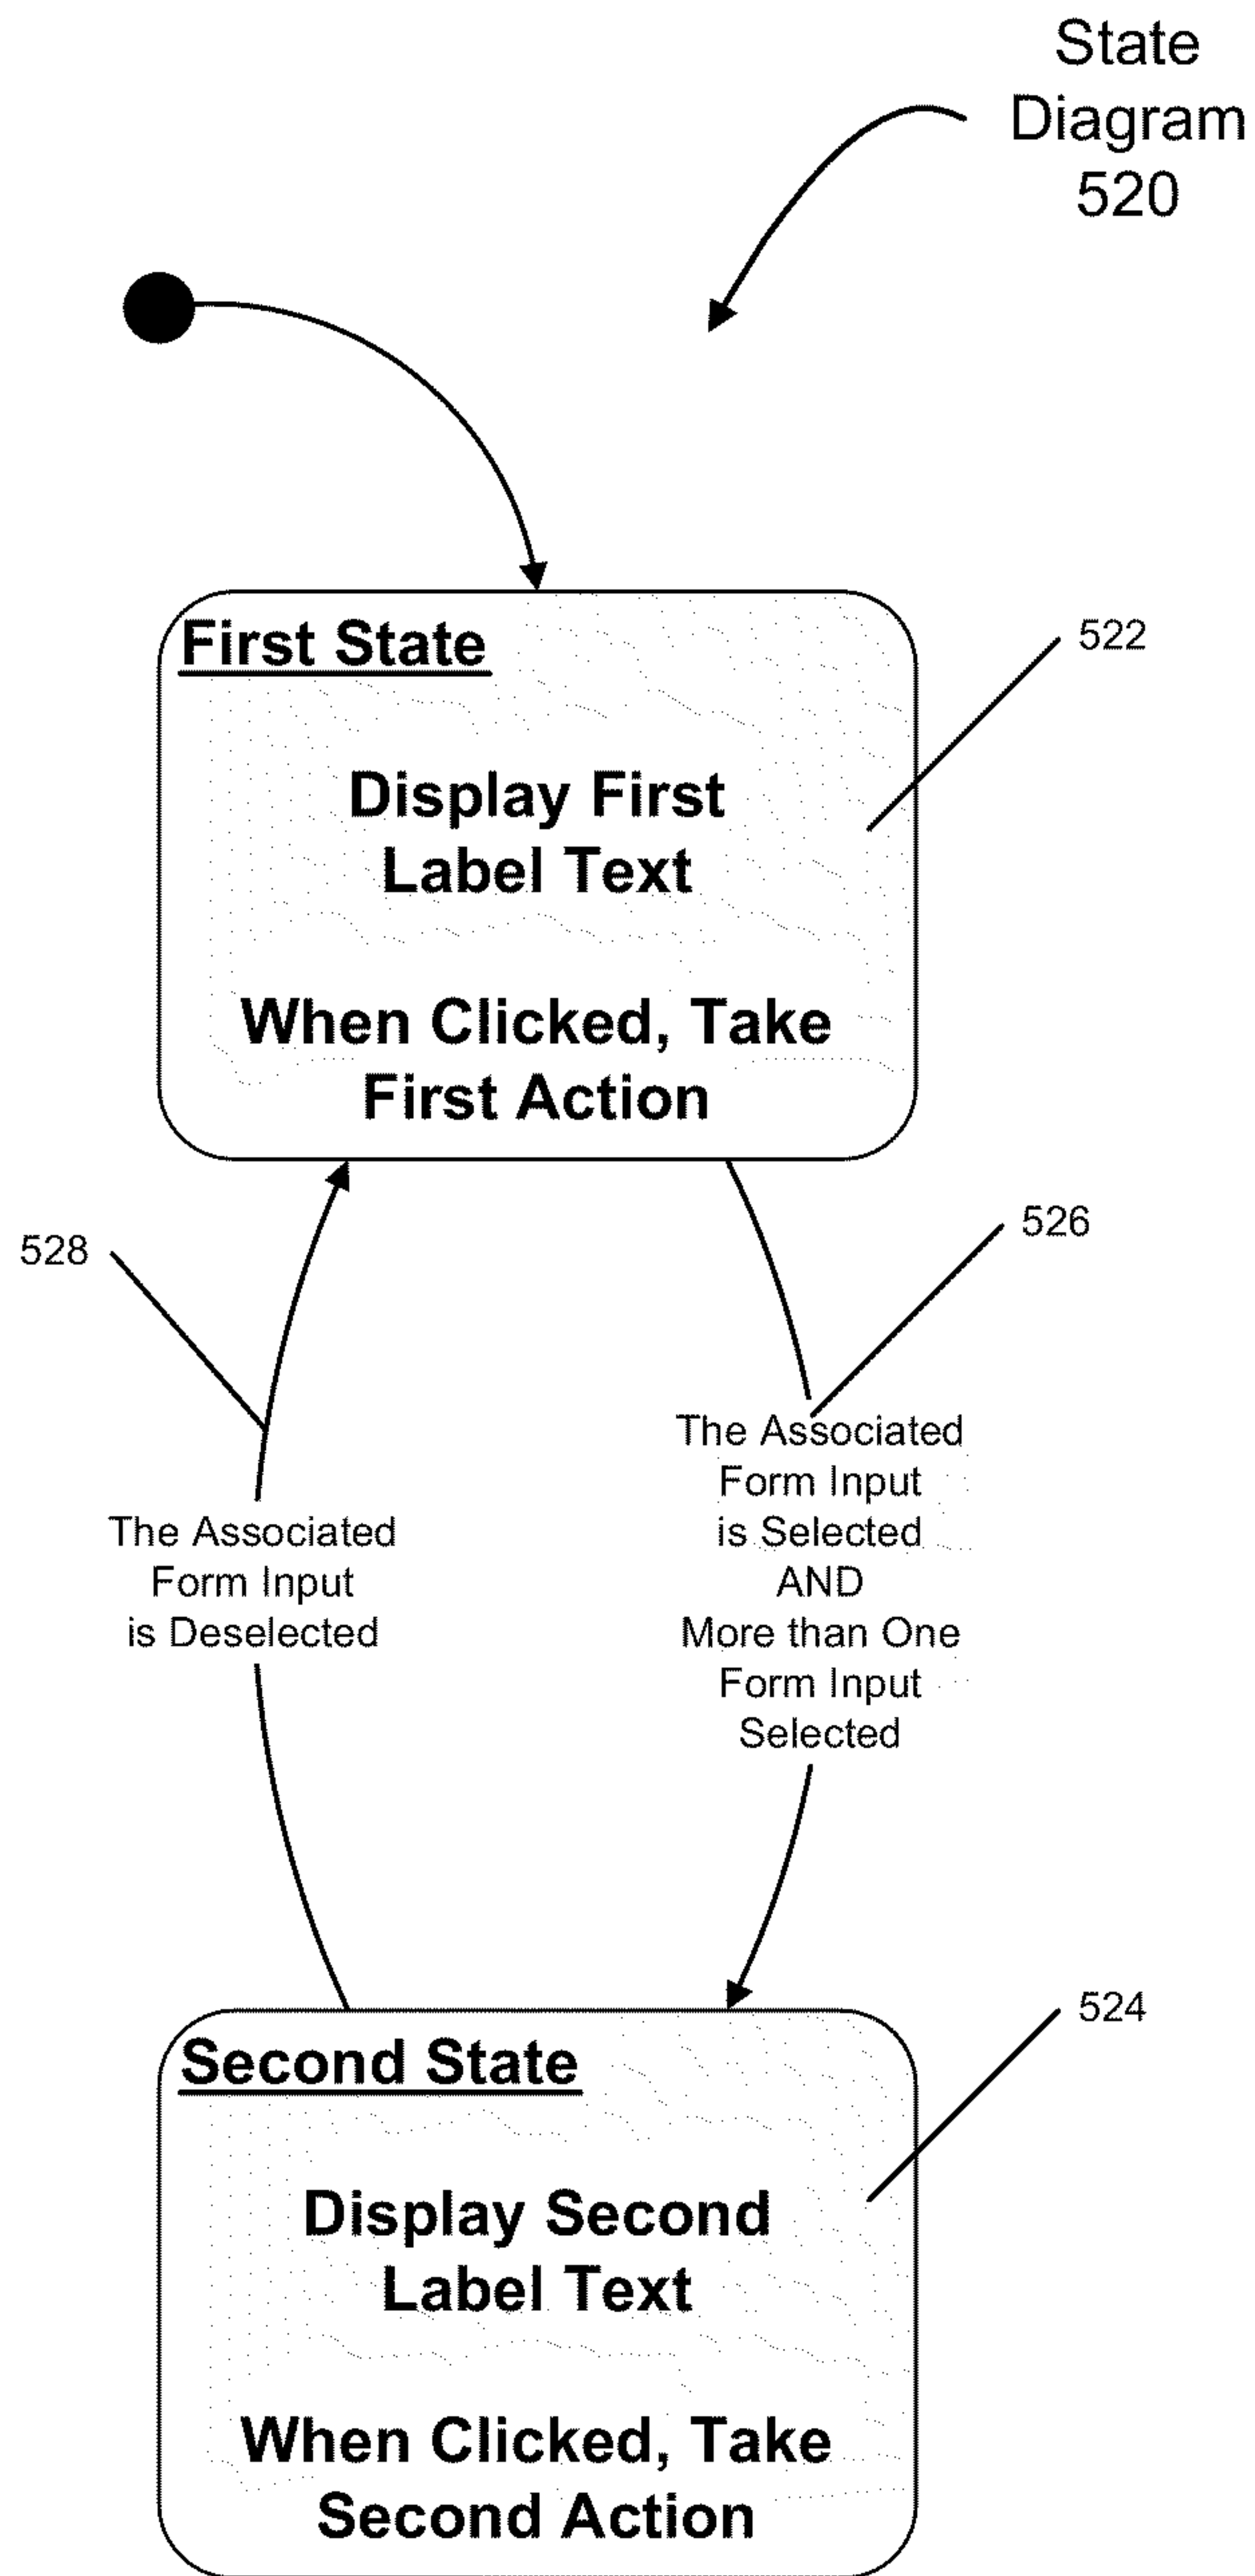 State
Diagram
520
First State
522
Display First
Label Text
When Clicked, Take
First Action
528
526
The Associated
Form Input
is Deselected
The Associated
Form Input
is Selected
AND
More than One
Form Input
Selected
524
Second State
Display Second
Label Text
When Clicked, Take
Second Action